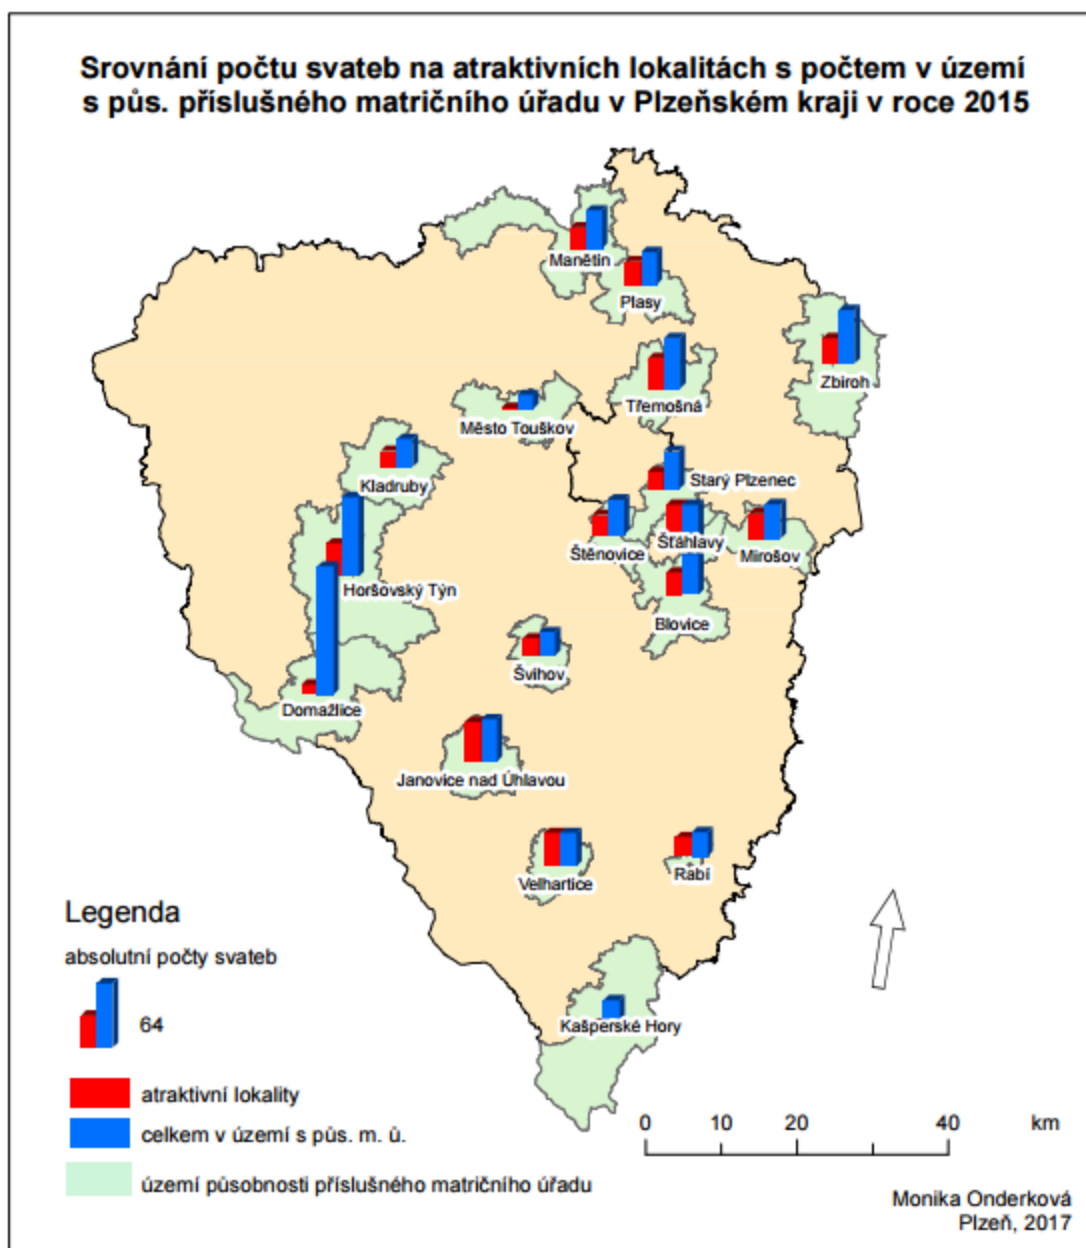 Srovnání počtu svateb na atraktivních lokalitách s počtem v území
s půs. příslušného matričního úřadu v Plzeňském kraji v roce 2015
Manětín
Plasy
Zbiroh
Třemošná
Město Touškov
Kladruby
Starý Plzenec
Štěnovice
Šťáhlavy
Mirošov
Horšovský Týn
Blovice
Švihov
Domažlice
Janovice nad Úhlavou
Velhartice
Rabí
Kašperské Hory
Legenda
absolutní počty svateb
64
atraktivní lokality
celkem v území s půs. m. ú.
území působnosti příslušného matričního úřadu
0 10 20 40 km
Monika Onderková
Plzeň, 2017